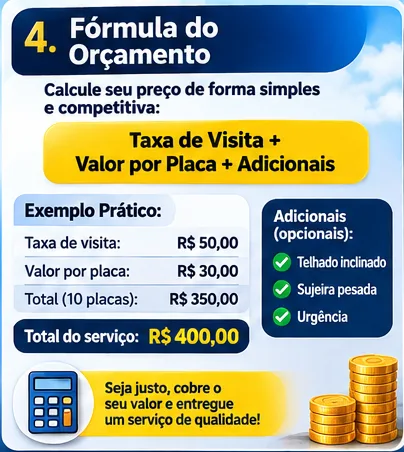 4. Fórmula do
Orçamento
Calcule seu preço de forma simples
e competitiva:
Taxa de Visita +
Valor por Placa + Adicionais
Exemplo Prático:
Taxa de visita: R$ 50,00
Valor por placa: R$ 30,00
Total (10 placas): R$ 350,00
Total do serviço: R$ 400,00
Adicionais
(opcionais):
Telhado inclinado
Sujeira pesada
Urgência
Seja justo, cobre o
seu valor e entregue
um serviço de qualidade!